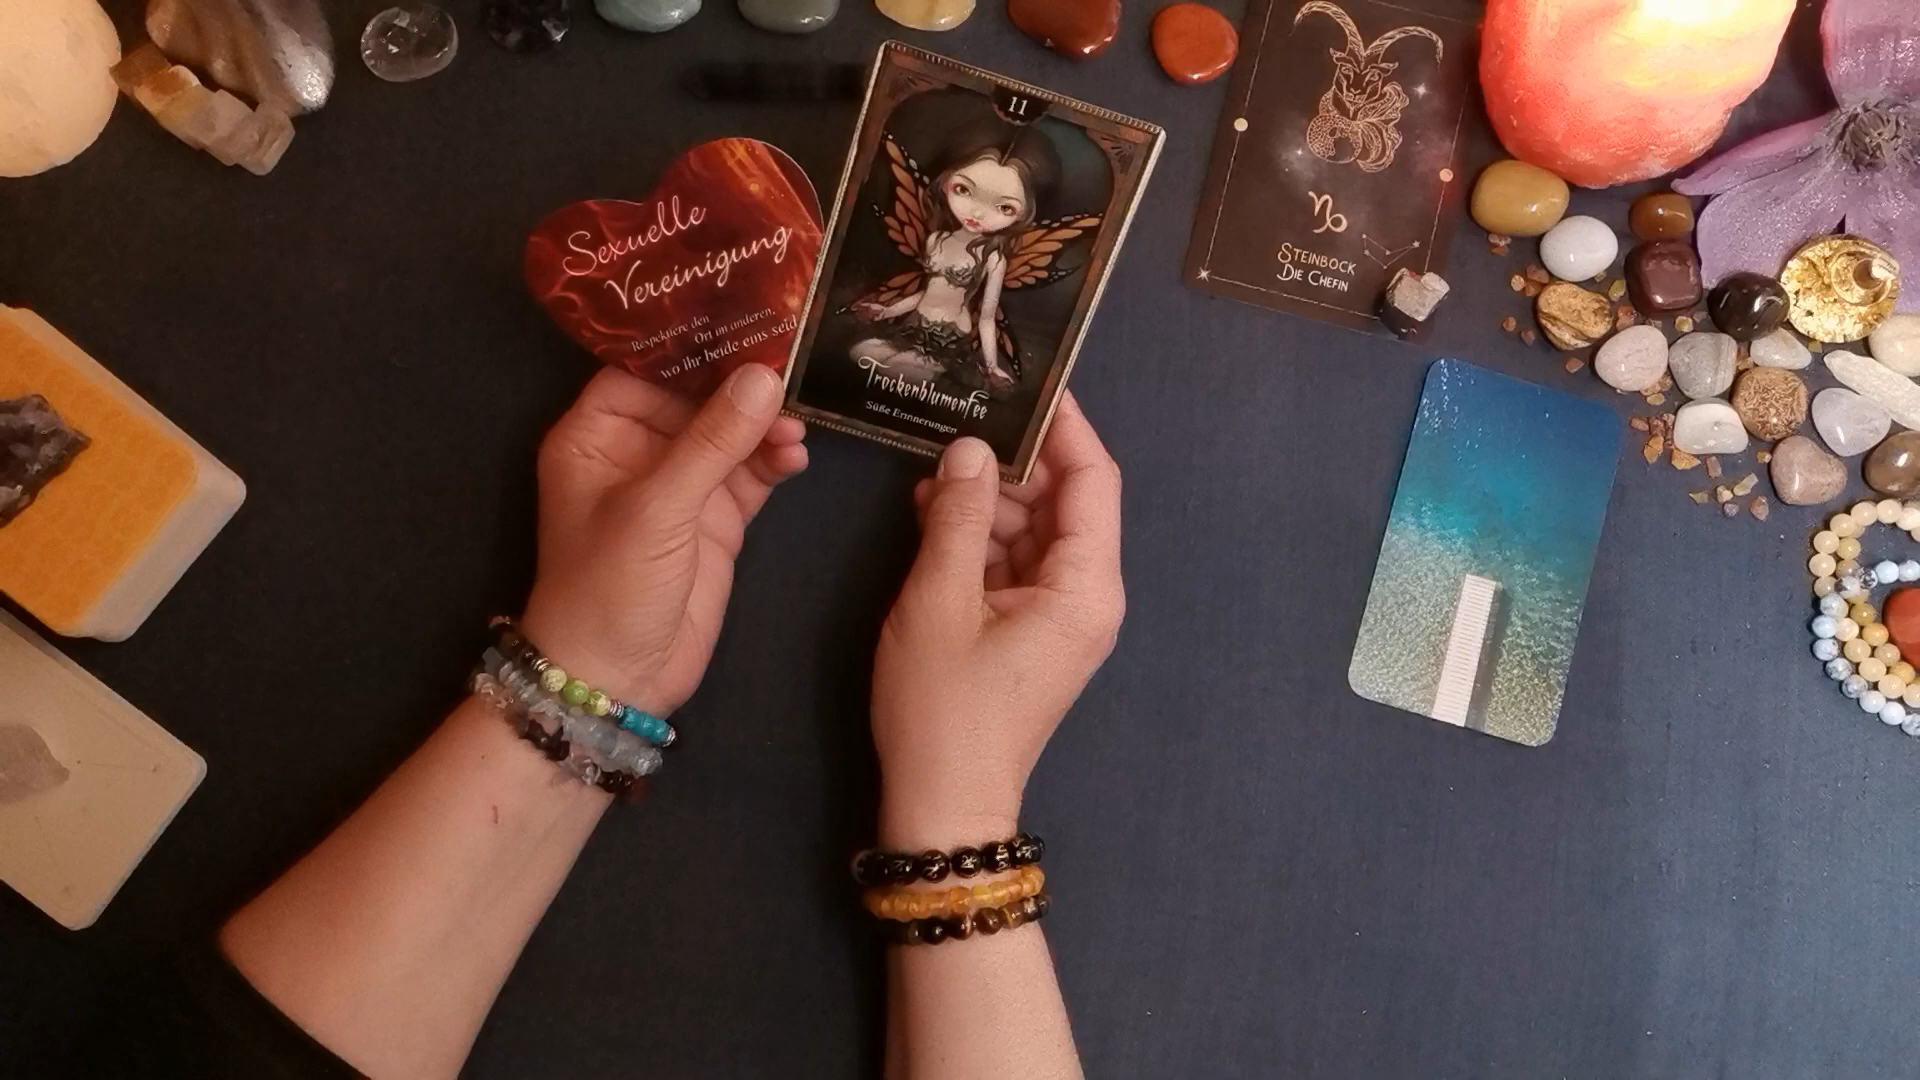 Sexuelle
Vereinigung
Respektiere den
Ort im anderen,
wo ihr beide eins seid
11
Trockenblumenfee
Süße Erinnerungen
♑
STEINBOCK
DIE CHEFIN